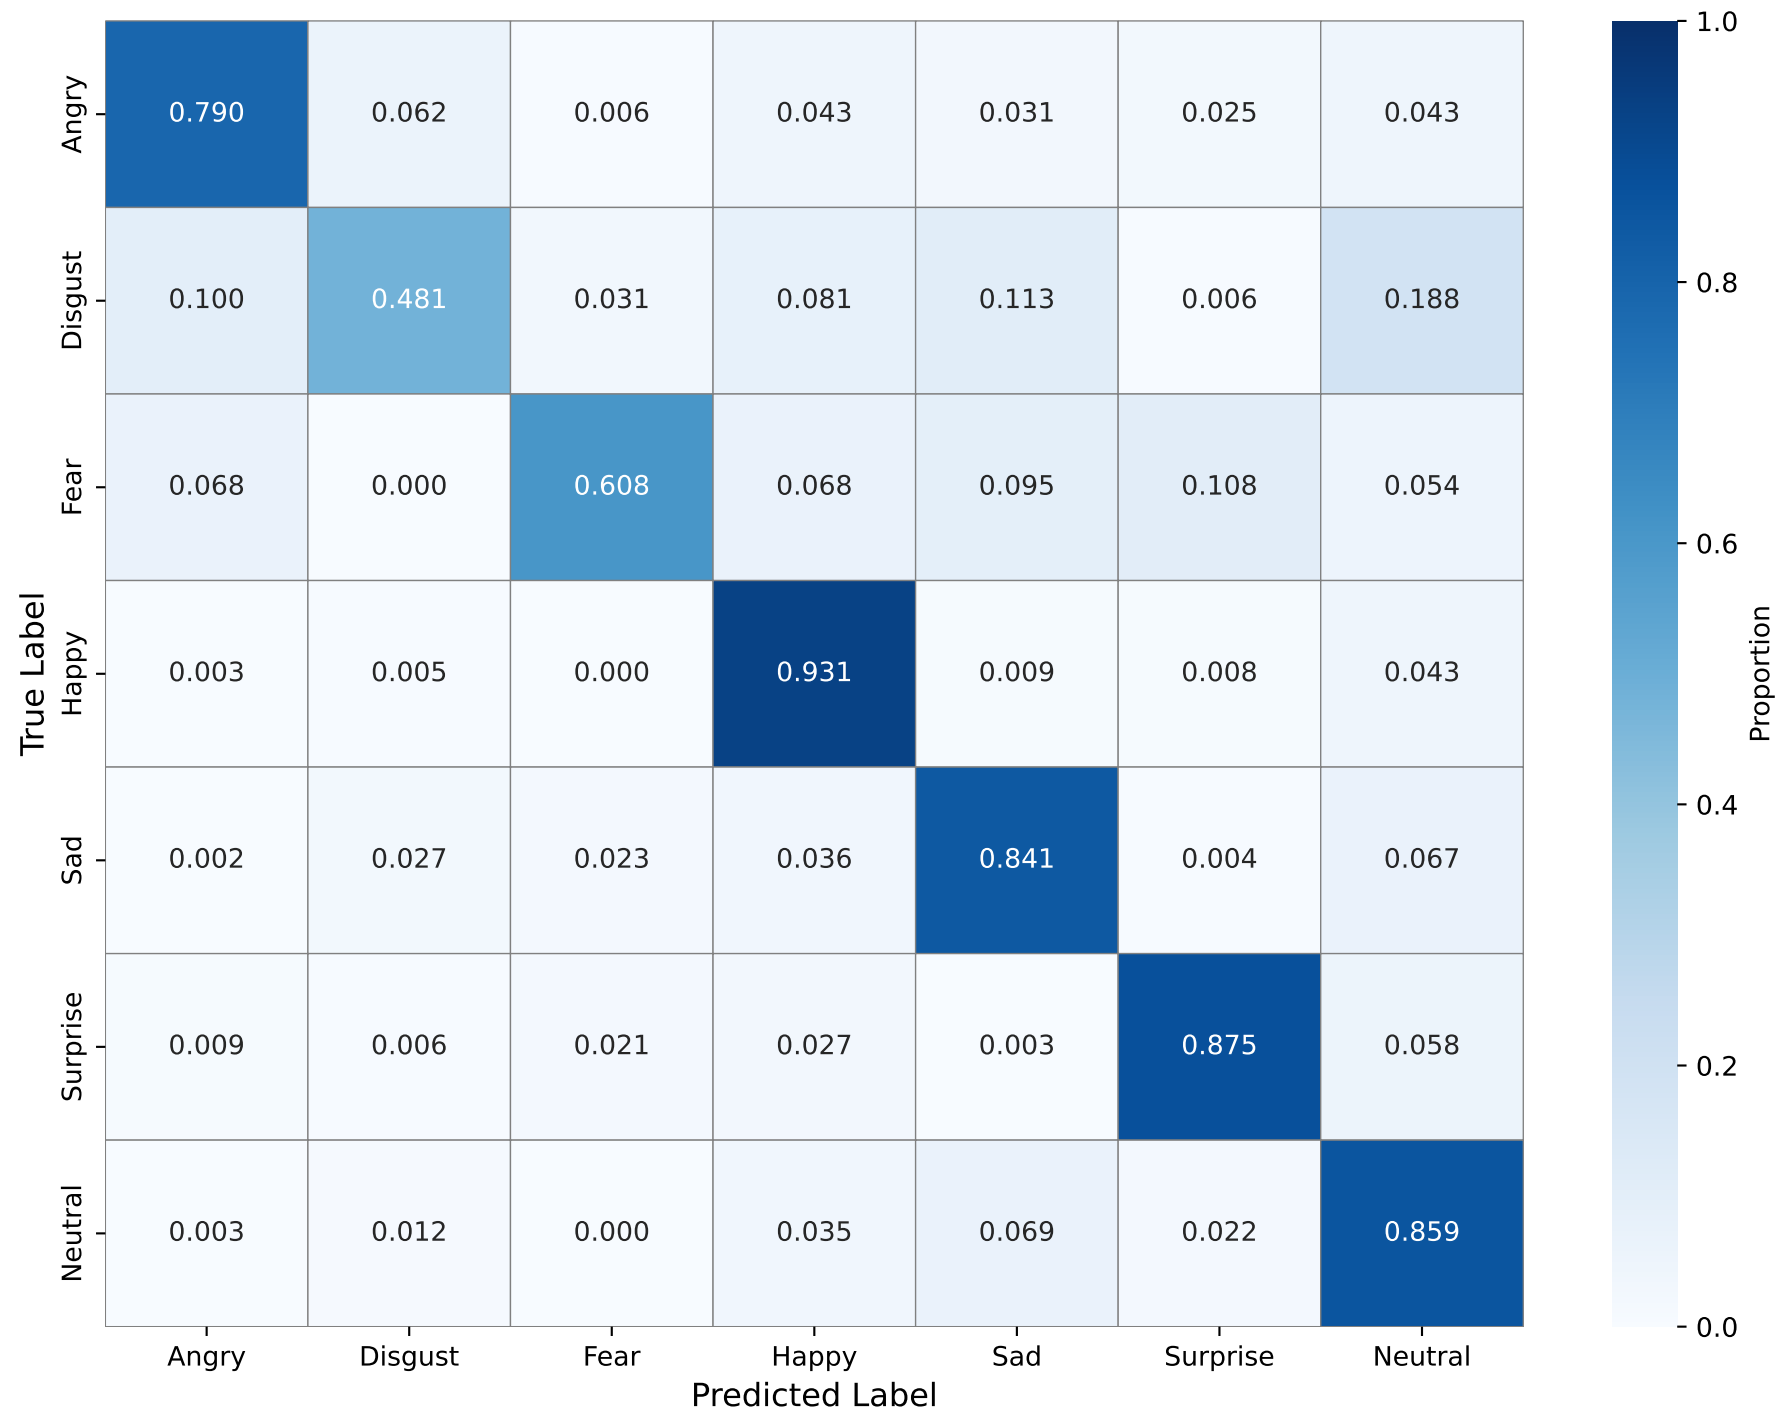 True Label
Angry 0.790 0.062 0.006 0.043 0.031 0.025 0.043
Disgust 0.100 0.481 0.031 0.081 0.113 0.006 0.188
Fear 0.068 0.000 0.608 0.068 0.095 0.108 0.054
Happy 0.003 0.005 0.000 0.931 0.009 0.008 0.043
Sad 0.002 0.027 0.023 0.036 0.841 0.004 0.067
Surprise 0.009 0.006 0.021 0.027 0.003 0.875 0.058
Neutral 0.003 0.012 0.000 0.035 0.069 0.022 0.859
Angry Disgust Fear Happy Sad Surprise Neutral
Predicted Label
1.0
0.8
0.6
0.4
0.2
0.0
Proportion